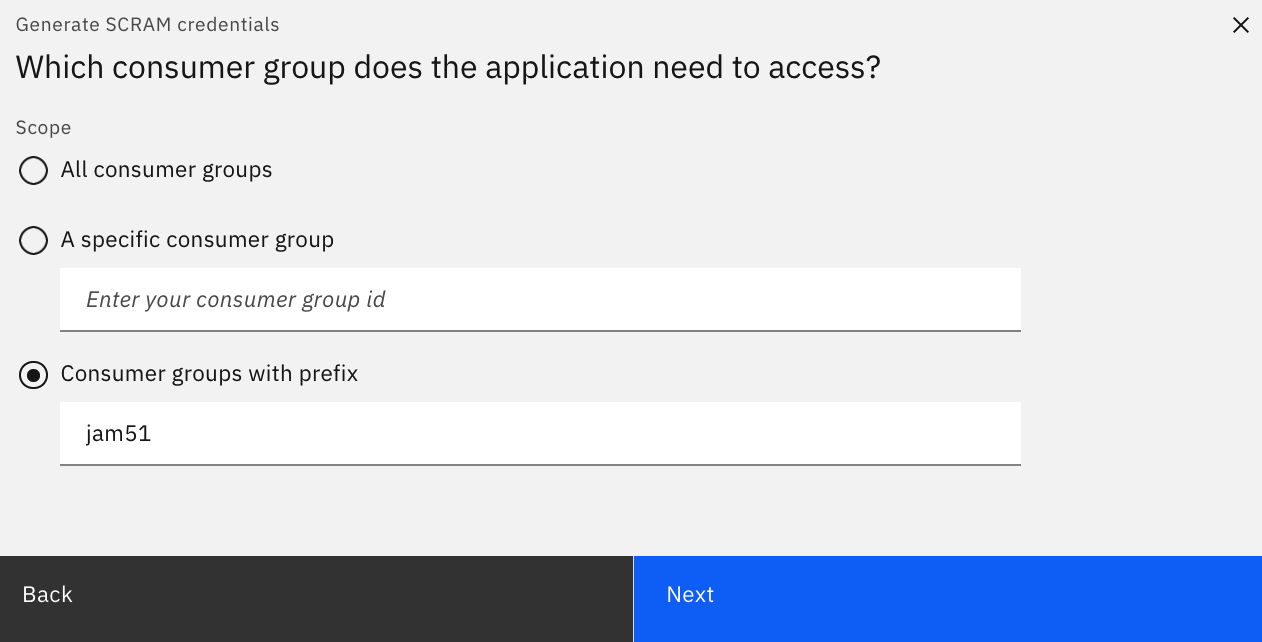 Generate SCRAM credentials
Which consumer group does the application need to access?
Scope
All consumer groups
A specific consumer group
Enter your consumer group id
Consumer groups with prefix
jam51
Back
Next